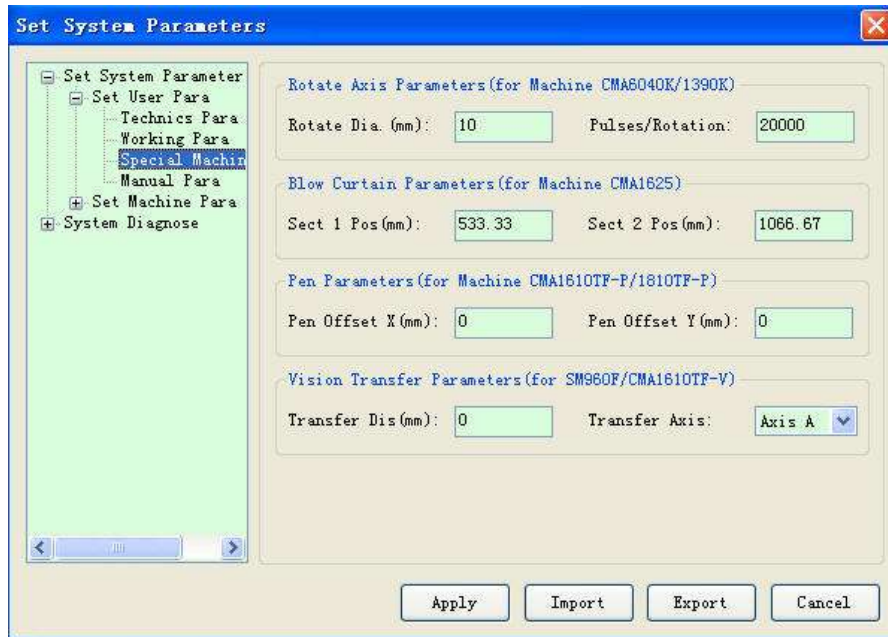 Set System Parameters
Set System Parameter
Set User Para
Technics Para
Working Para
Special Machin
Manual Para
Set Machine Para
System Diagnose
Rotate Axis Parameters(for Machine CMA6040K/1390K)
Rotate Dia.(mm): 10 Pulses/Rotation: 20000
Blow Curtain Parameters(for Machine CMA1625)
Sect 1 Pos(mm): 533.33 Sect 2 Pos(mm): 1066.67
Pen Parameters(for Machine CMA1610TF-P/1810TF-P)
Pen Offset X(mm): 0 Pen Offset Y(mm): 0
Vision Transfer Parameters(for SM960F/CMA1610TF-V)
Transfer Dis(mm): 0 Transfer Axis: Axis A
Apply Import Export Cancel